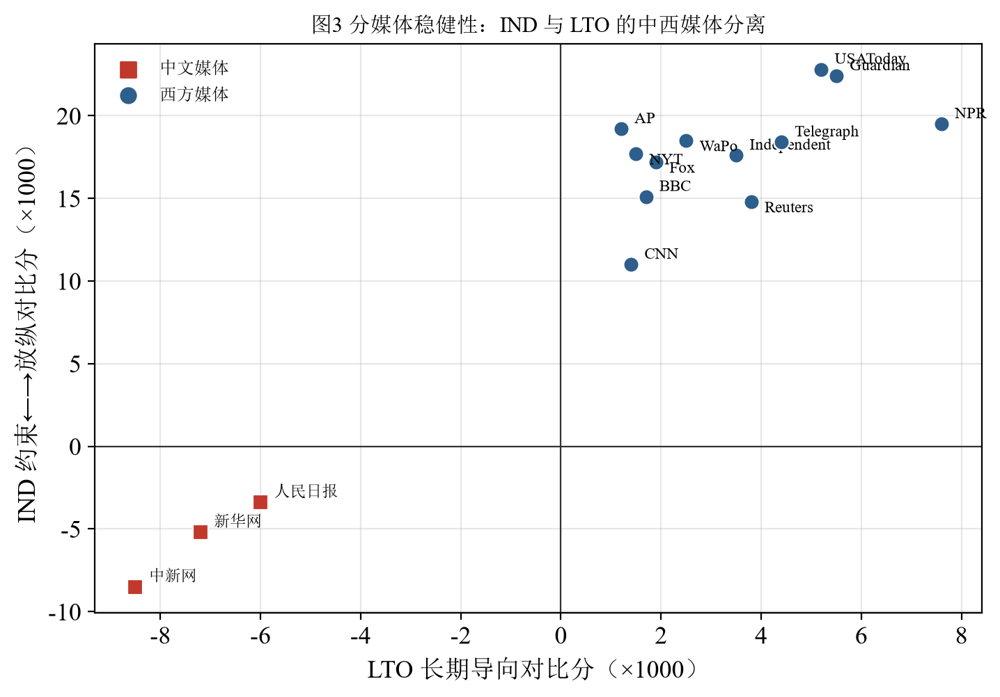 图3 分媒体稳健性：IND 与 LTO 的中西媒体分离
中文媒体
西方媒体
USAToday
Guardian
NPR
AP
Telegraph
WaPo
Independent
NYT
Fox
BBC
Reuters
CNN
人民日报
新华网
中新网
IND 约束←—→放纵对比分（×1000）
20
15
10
5
0
-5
-10
-8
-6
-4
-2
0
2
4
6
8
LTO 长期导向对比分（×1000）